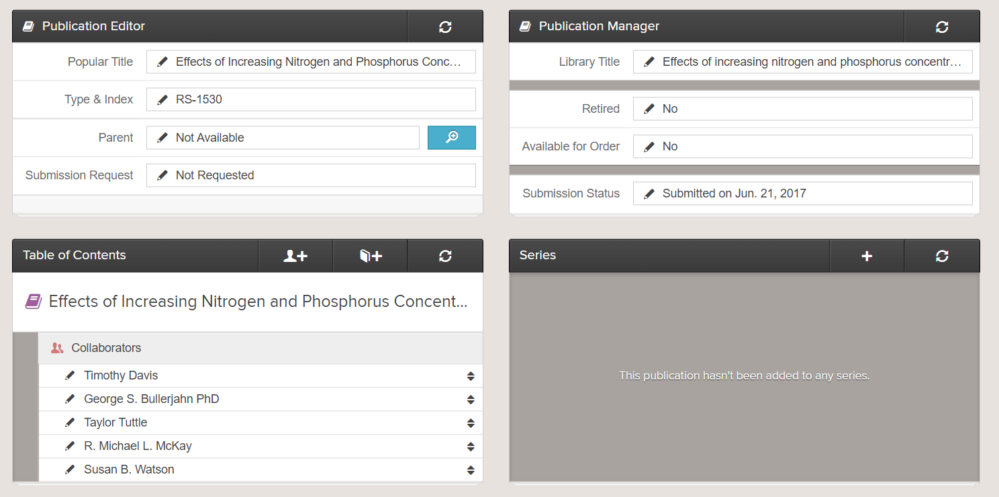 Publication Editor
Popular Title
Effects of Increasing Nitrogen and Phosphorus Conc...
Type & Index
RS-1530
Parent
Not Available
Submission Request
Not Requested
Publication Manager
Library Title
Effects of increasing nitrogen and phosphorus concentr...
Retired
No
Available for Order
No
Submission Status
Submitted on Jun. 21, 2017
Table of Contents
Effects of Increasing Nitrogen and Phosphorus Concent...
Collaborators
Timothy Davis
George S. Bullerjahn PhD
Taylor Tuttle
R. Michael L. McKay
Susan B. Watson
Series
This publication hasn't been added to any series.